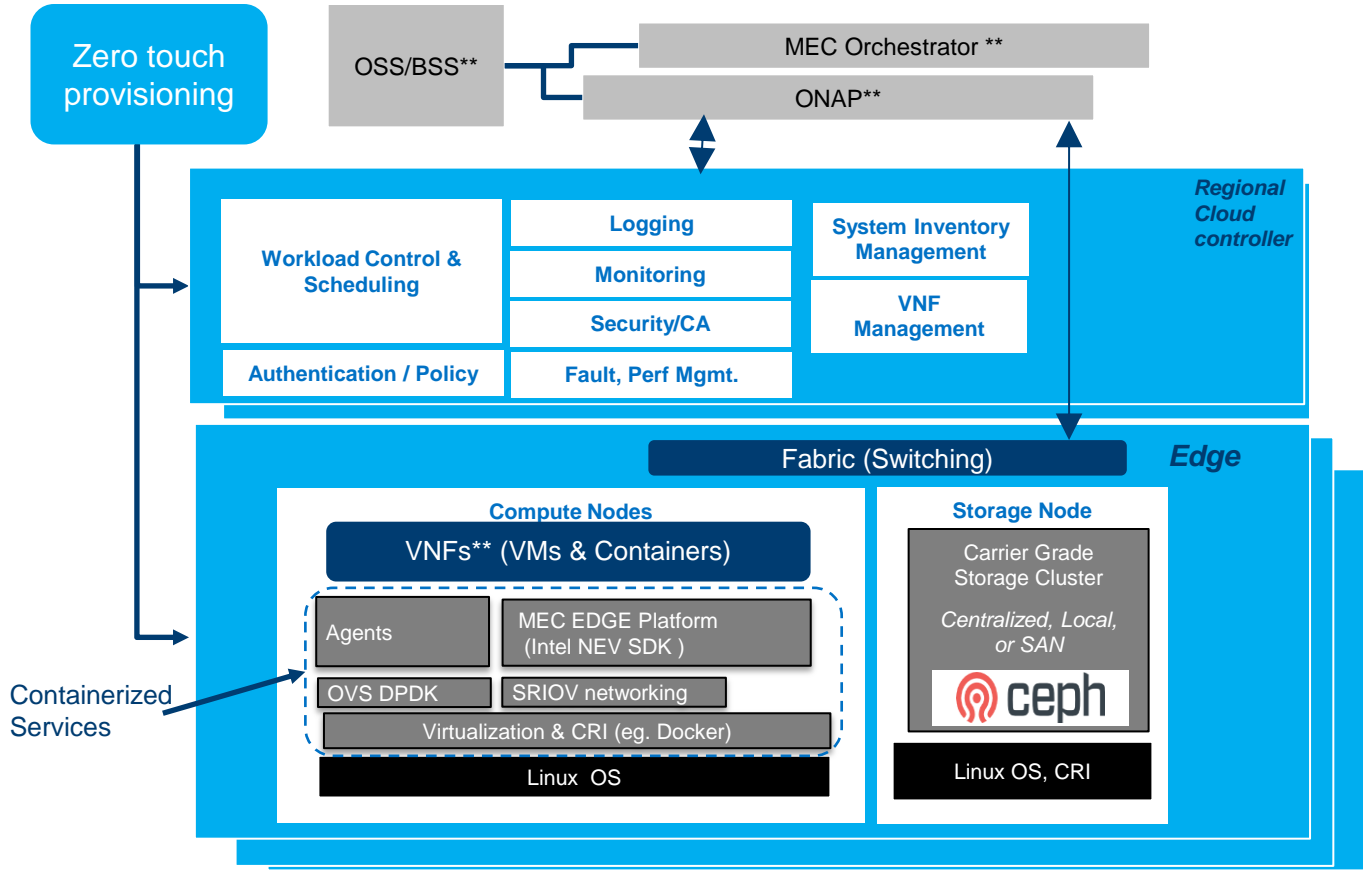 Zero touch
provisioning
OSS/BSS**
MEC Orchestrator **
ONAP**
Regional
Cloud
controller
Workload Control &
Scheduling
Authentication / Policy
Logging
Monitoring
Security/CA
Fault, Perf Mgmt.
System Inventory
Management
VNF
Management
Fabric (Switching)
Edge
Compute Nodes
VNFs** (VMs & Containers)
Agents
MEC EDGE Platform
(Intel NEV SDK )
OVS DPDK
SRIOV networking
Virtualization & CRI (eg. Docker)
Linux OS
Storage Node
Carrier Grade
Storage Cluster
Centralized, Local,
or SAN
ceph
Linux OS, CRI
Containerized
Services